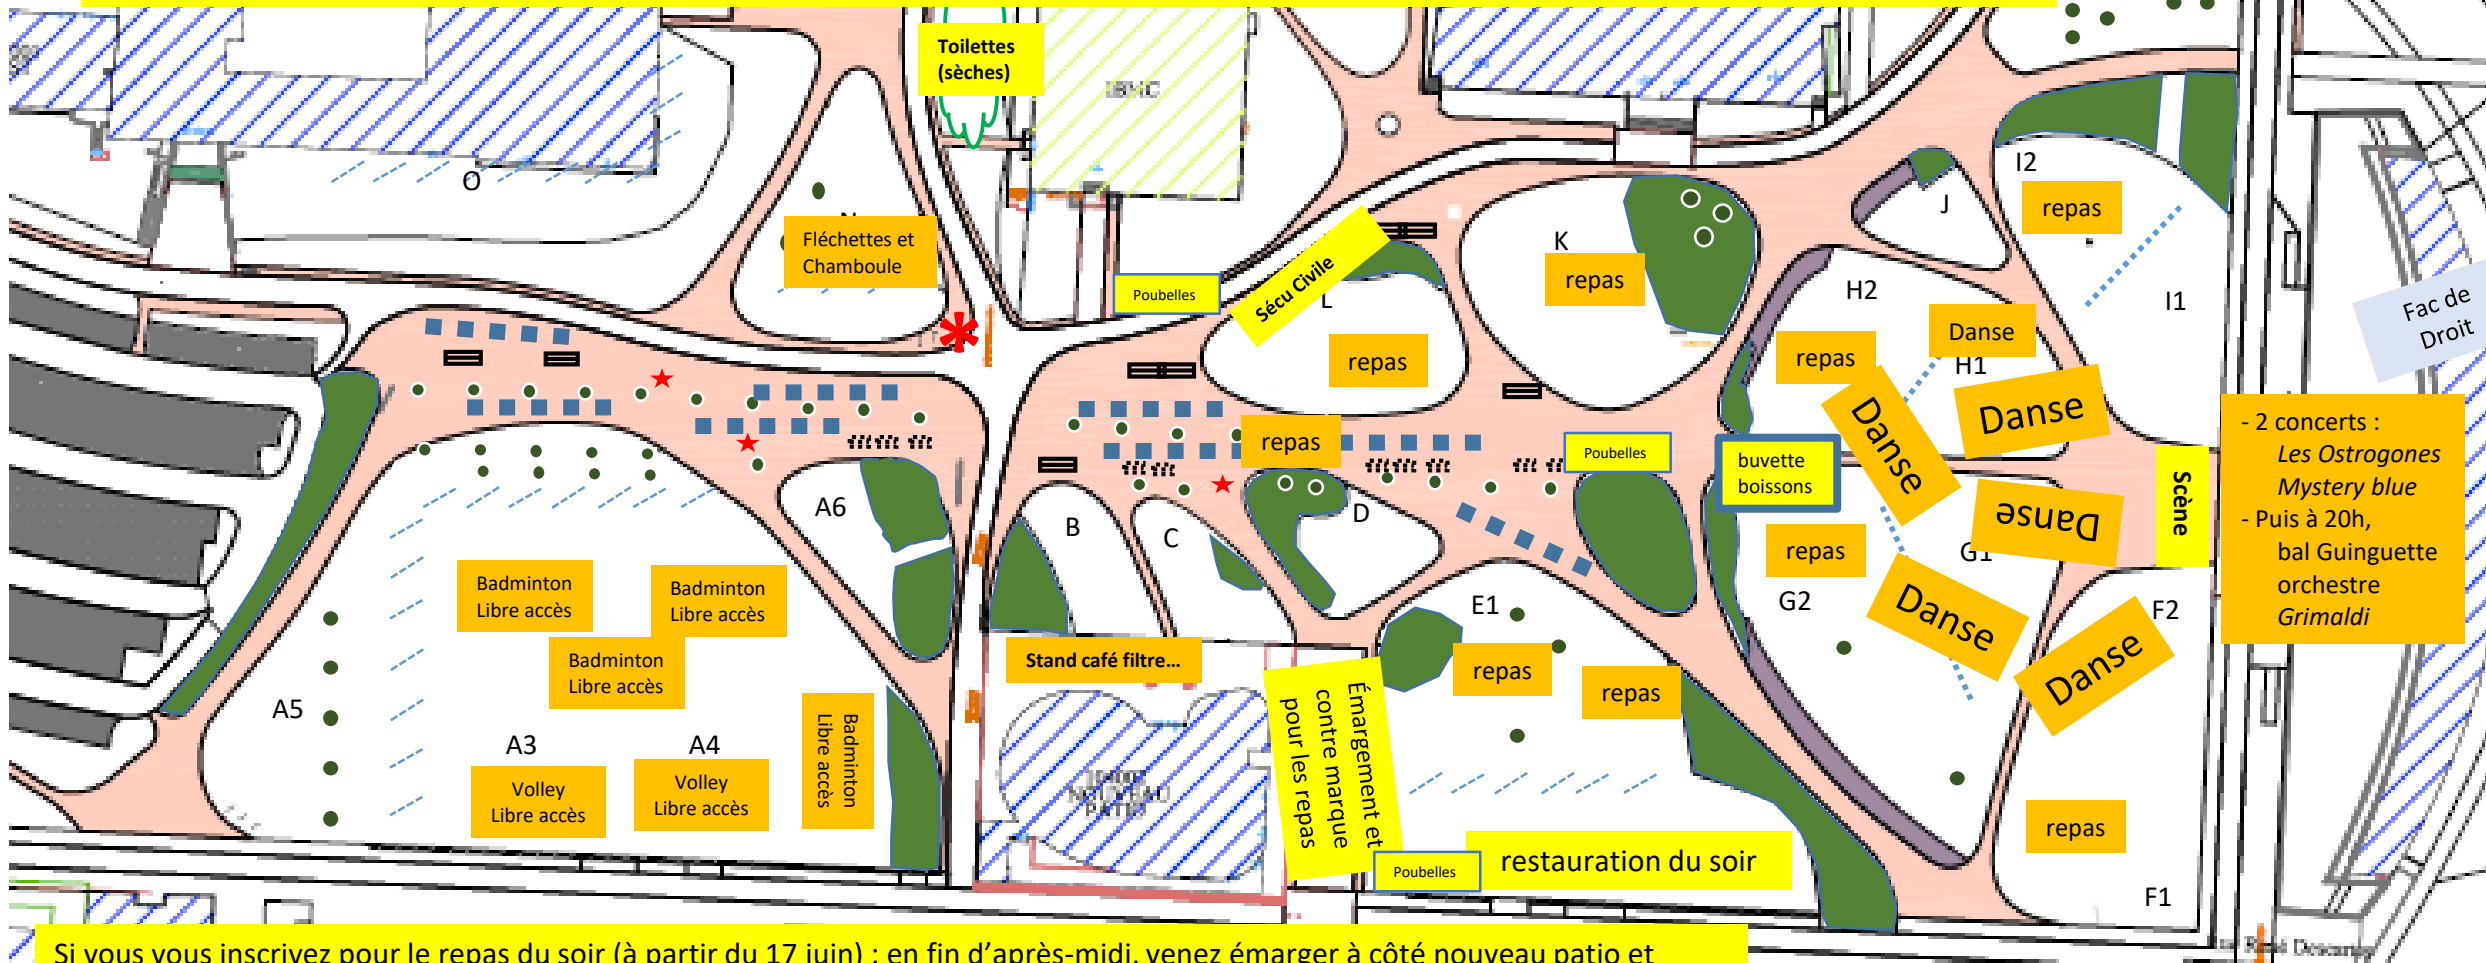 Toilettes
(sèches)
IBMC
O
Fléchettes et
Chamboule
Poubelles
Sécu Civile
L
repas
K
repas
J
I2
repas
I1
H2
repas
Danse
H1
Danse
Danse
Fac de
Droit
- 2 concerts :
Les Ostrogones
Mystery blue
- Puis à 20h,
bal Guinguette
orchestre
Grimaldi
Scène
repas
Poubelles
buvette
boissons
Danse
G1
repas
G2
Danse
Danse
F2
repas
F1
A6
B
C
D
E1
repas
repas
Badminton
Libre accès
Badminton
Libre accès
Badminton
Libre accès
Badminton
Libre accès
A5
A3
A4
Volley
Libre accès
Volley
Libre accès
Stand café filtre...
NOUVEAU
PATIO
Émargement et
contre marque
pour les repas
Poubelles
restauration du soir
René Descartes
Si vous vous inscrivez pour le repas du soir (à partir du 17 juin) : en fin d'après-midi, venez émarger à côté nouveau patio et